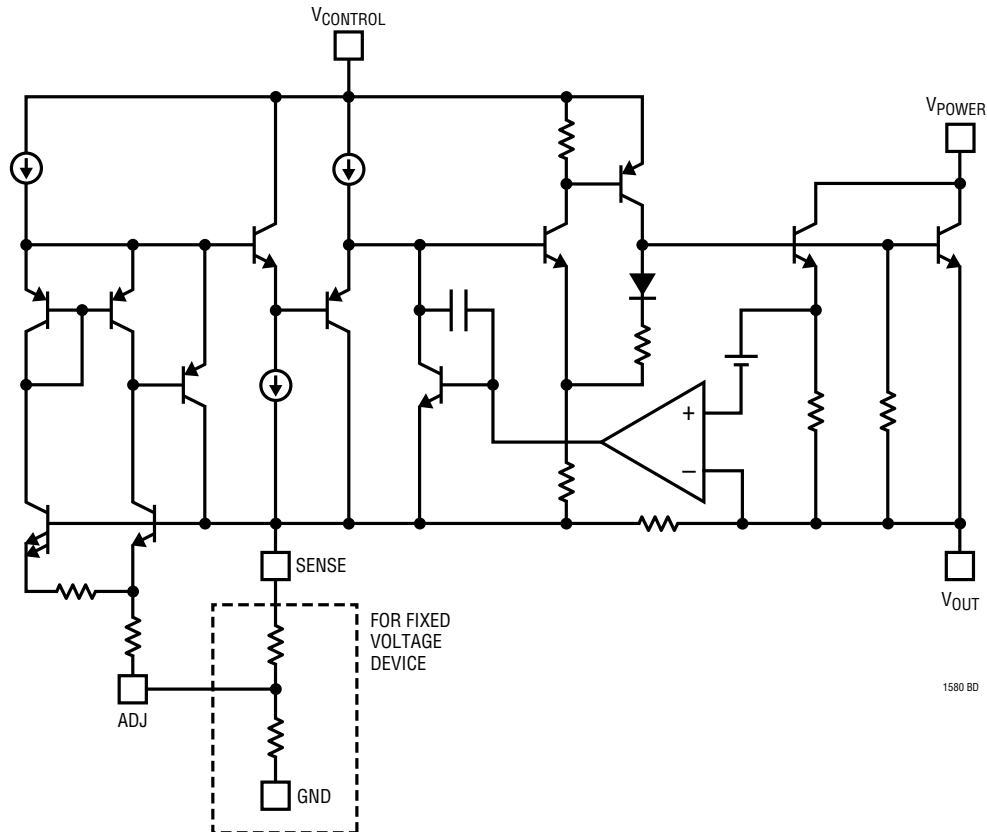 VCONTROL
VPOWER
+
–
SENSE
VOUT
FOR FIXED
VOLTAGE
DEVICE
ADJ
GND
1580 BD